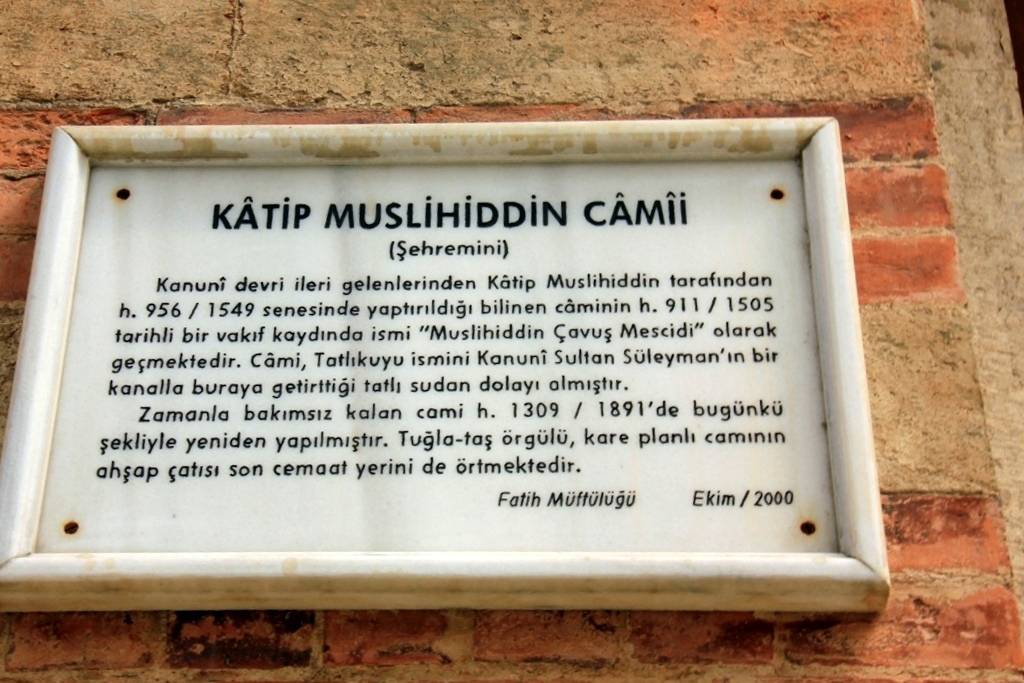 KÂTİP MUSLİHİDDİN CÂMÎİ
(Şehremini)
Kanunî devri ileri gelenlerinden Kâtip Muslihiddin tarafından
h. 956 / 1549 senesinde yaptırıldığı bilinen câminin h. 911 / 1505
tarihli bir vakıf kaydında ismi "Muslihiddin Çavuş Mescidi" olarak
geçmektedir. Câmi, Tatlıkuyu ismini Kanunî Sultan Süleyman'ın bir
kanalla buraya getirttiği tatlı sudan dolayı almıştır.
Zamanla bakımsız kalan cami h. 1309 / 1891'de bugünkü
şekliyle yeniden yapılmıştır. Tuğla-taş örgülü, kare planlı camının
ahşap çatısı son cemaat yerini de örtmektedir.
Fatih Müftülüğü Ekim / 2000